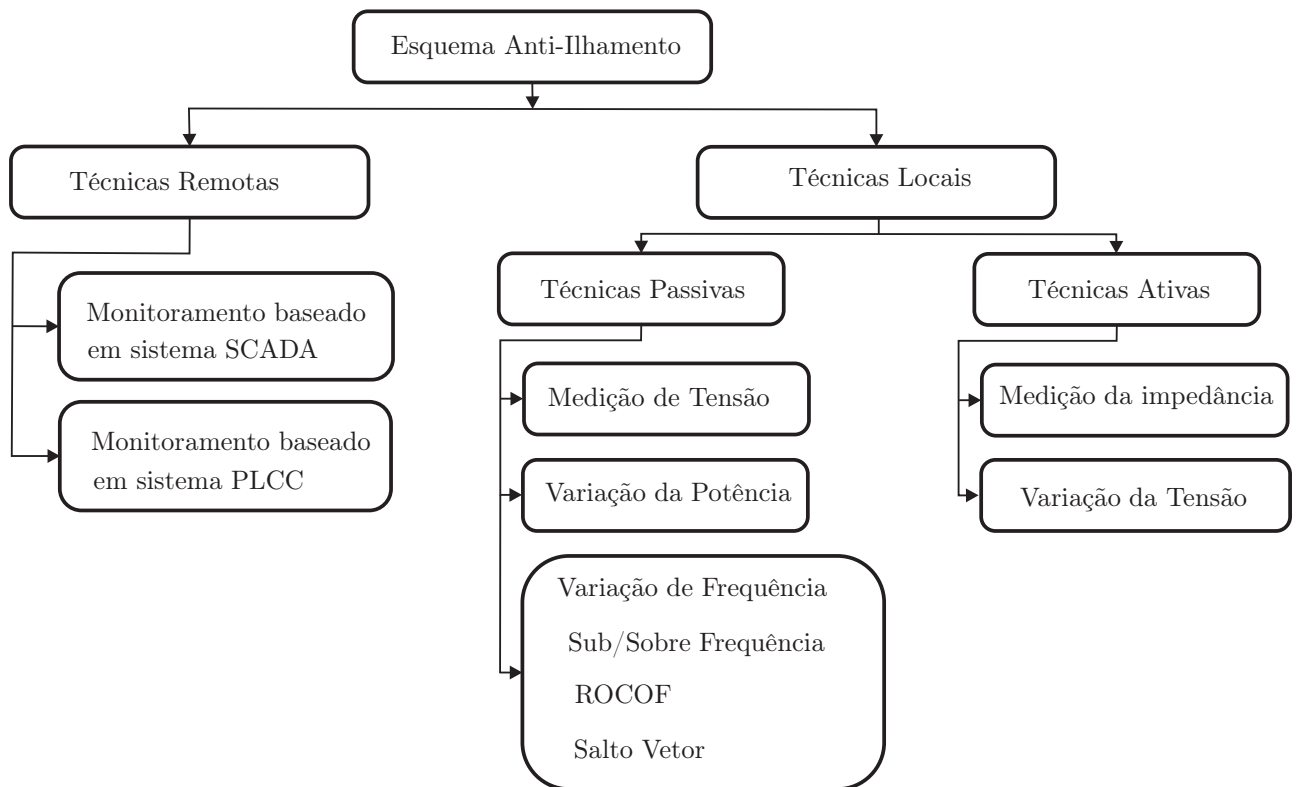 Esquema Anti-Ilhamento
Técnicas Remotas
Monitoramento baseado
em sistema SCADA
Monitoramento baseado
em sistema PLCC
Técnicas Locais
Técnicas Passivas
Medição de Tensão
Variação da Potência
Variação de Frequência
Sub/Sobre Frequência
ROCOF
Salto Vetor
Técnicas Ativas
Medição da impedância
Variação da Tensão